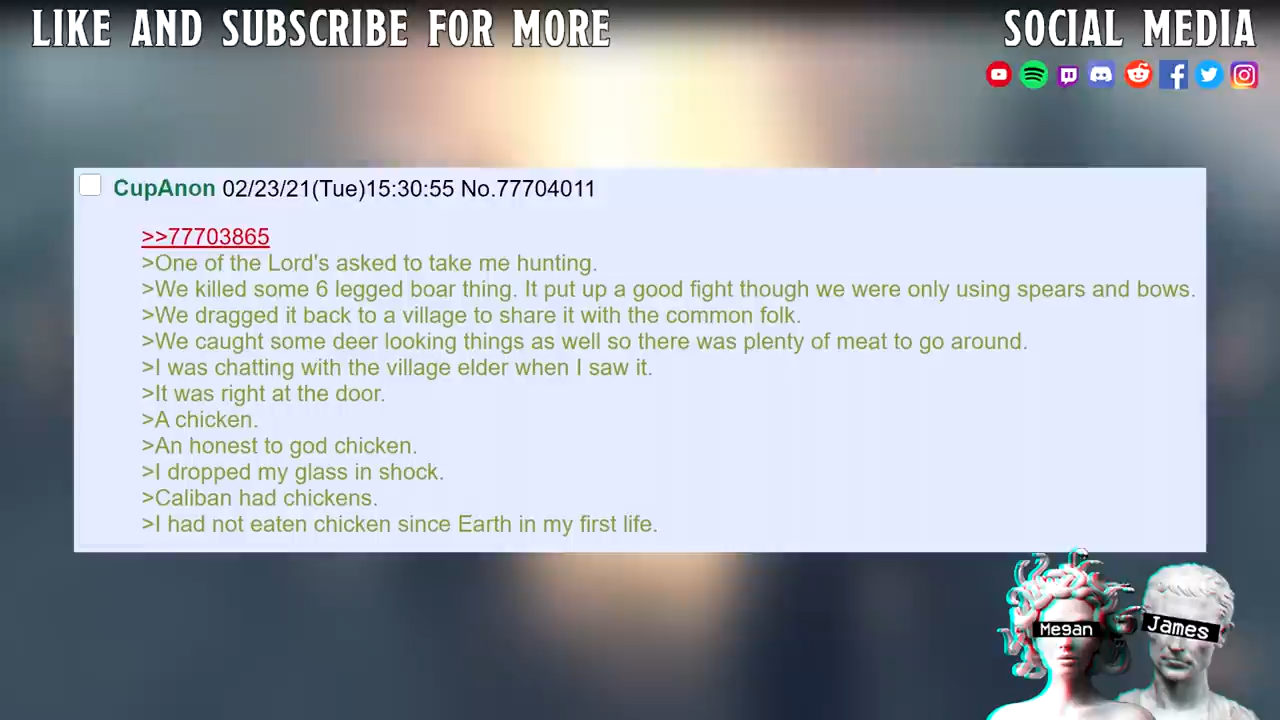 LIKE AND SUBSCRIBE FOR MORE
SOCIAL MEDIA
CupAnon 02/23/21(Tue)15:30:55 No.77704011
>>77703865
>One of the Lord's asked to take me hunting.
>We killed some 6 legged boar thing. It put up a good fight though we were only using spears and bows.
>We dragged it back to a village to share it with the common folk.
>We caught some deer looking things as well so there was plenty of meat to go around.
>I was chatting with the village elder when I saw it.
>It was right at the door.
>A chicken.
>An honest to god chicken.
>I dropped my glass in shock.
>Caliban had chickens.
>I had not eaten chicken since Earth in my first life.
Megan
James